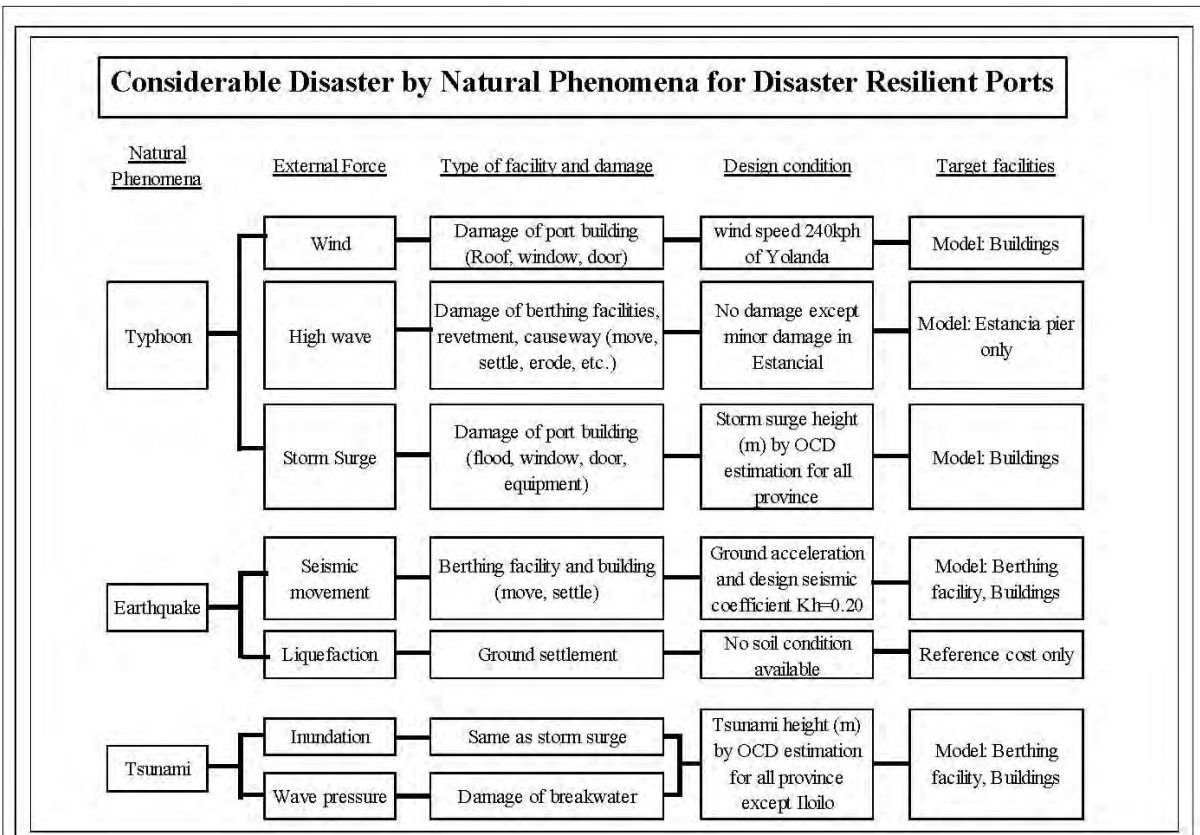 Considerable Disaster by Natural Phenomena for Disaster Resilient Ports
Natural
Phenomena
External Force
Type of facility and damage
Design condition
Target facilities
Typhoon
Wind
Damage of port building
(Roof, window, door)
wind speed 240kph
of Yolanda
Model: Buildings
High wave
Damage of berthing facilities,
revetment, causeway (move,
settle, erode, etc.)
No damage except
minor damage in
Estancial
Model: Estancia pier
only
Storm Surge
Damage of port building
(flood, window, door,
equipment)
Storm surge height
(m) by OCD
estimation for all
province
Model: Buildings
Earthquake
Seismic
movement
Berthing facility and building
(move, settle)
Ground acceleration
and design seismic
coefficient Kh=0.20
Model: Berthing
facility, Buildings
Liquefaction
Ground settlement
No soil condition
available
Reference cost only
Tsunami
Inundation
Same as storm surge
Wave pressure
Damage of breakwater
Tsunami height (m)
by OCD estimation
for all province
except Iloilo
Model: Berthing
facility, Buildings